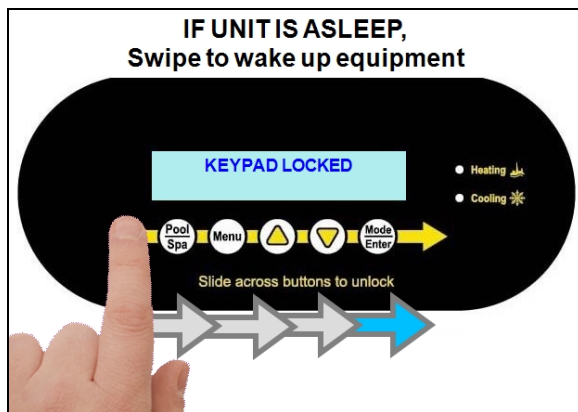 IF UNIT IS ASLEEP,
Swipe to wake up equipment
KEYPAD LOCKED
Heating
Cooling
Pool
Spa
Menu
Mode
Enter
Slide across buttons to unlock